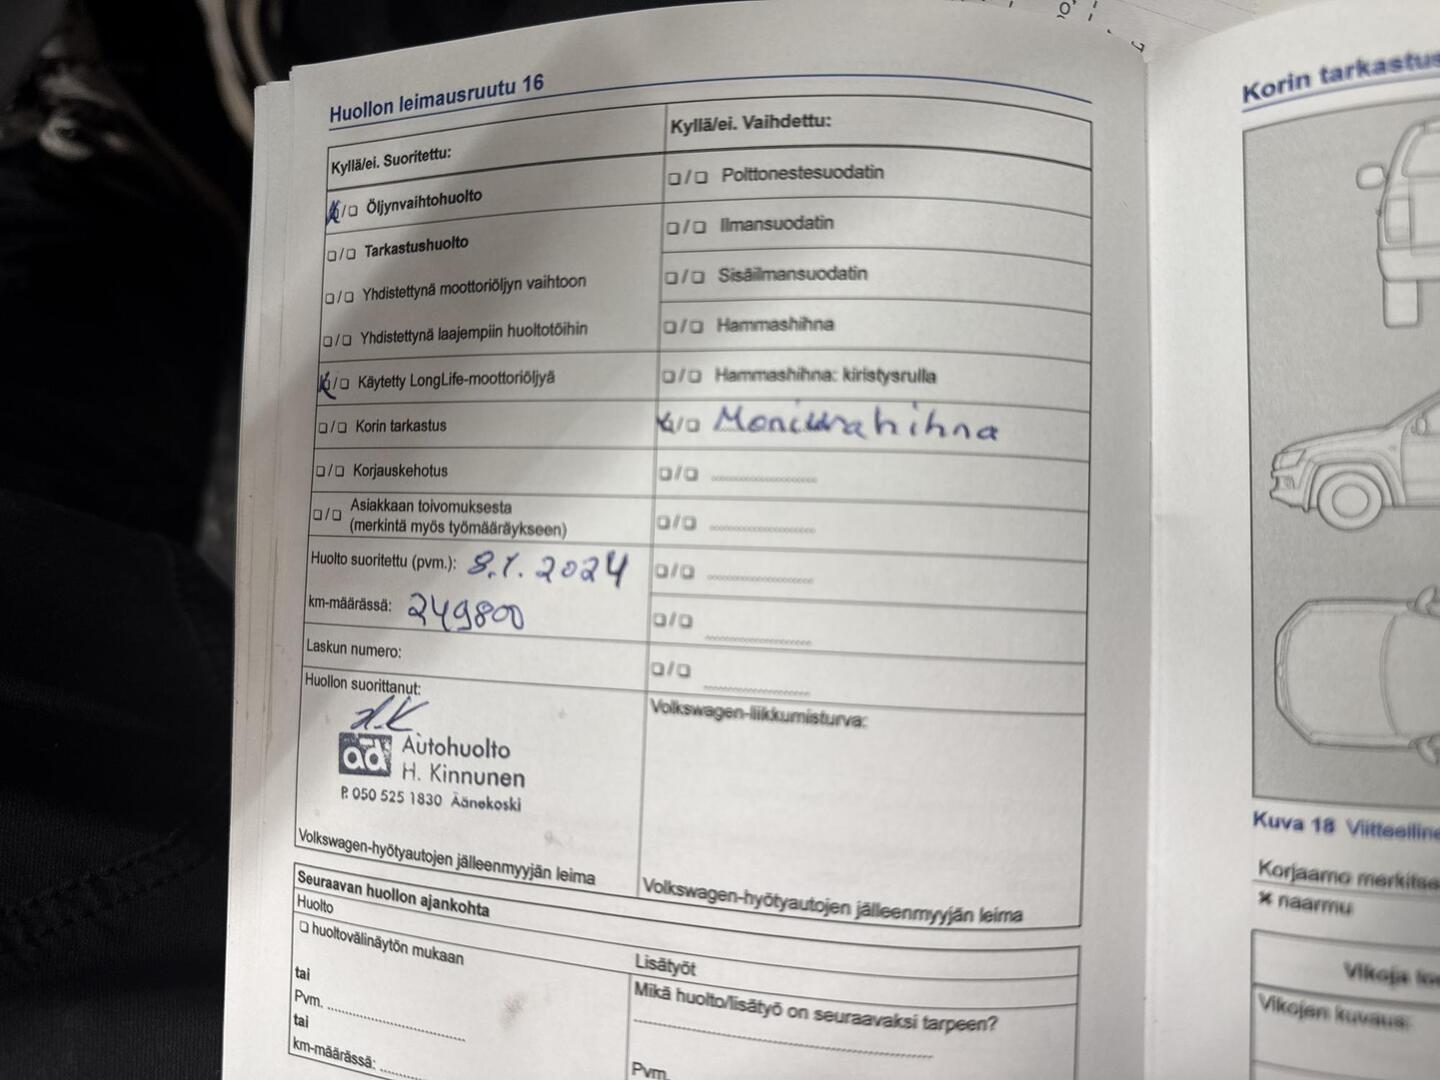 Huollon leimausruutu 16
Kyllä/ei. Suoritettu:
❏/❏ Öljynvaihtohuolto
❏/❏ Tarkastushuolto
❏/❏ Yhdistettynä moottoriöljyn vaihtoon
❏/❏ Yhdistettynä laajempiin huoltotöihin
❏/❏ Käytetty LongLife-moottoriöljyä
❏/❏ Korin tarkastus
❏/❏ Korjauskehotus
❏/❏ Asiakkaan toivomuksesta
(merkintä myös työmääräykseen)
Huolto suoritettu (pvm.): 8.1.2024
km-määrässä: 249800
Laskun numero:
Huollon suorittanut:
H.K
ad Autohuolto
H. Kinnunen
P. 050 525 1830 Äänekoski
Volkswagen-hyötyautojen jälleenmyyjän leima
Kyllä/ei. Vaihdettu:
❏/❏ Polttonestesuodatin
❏/❏ Ilmansuodatin
❏/❏ Sisäilmansuodatin
❏/❏ Hammashihna
❏/❏ Hammashihna: kiristysrulla
❏/❏ Moniurahihna
❏/❏
❏/❏
❏/❏
❏/❏
❏/❏
Volkswagen-liikkumisturva:
Volkswagen-hyötyautojen jälleenmyyjän leima
Seuraavan huollon ajankohta
Huolto
❏ huoltovälinäytön mukaan
tai
Pvm.
tai
km-määrässä:
Lisätyöt
Mikä huolto/lisätyö on seuraavaksi tarpeen?
Pvm.
Korin tarkastus
Kuva 18
Korjaamo
✖ naarmu
Vikoja
Vikojen kuvaus: